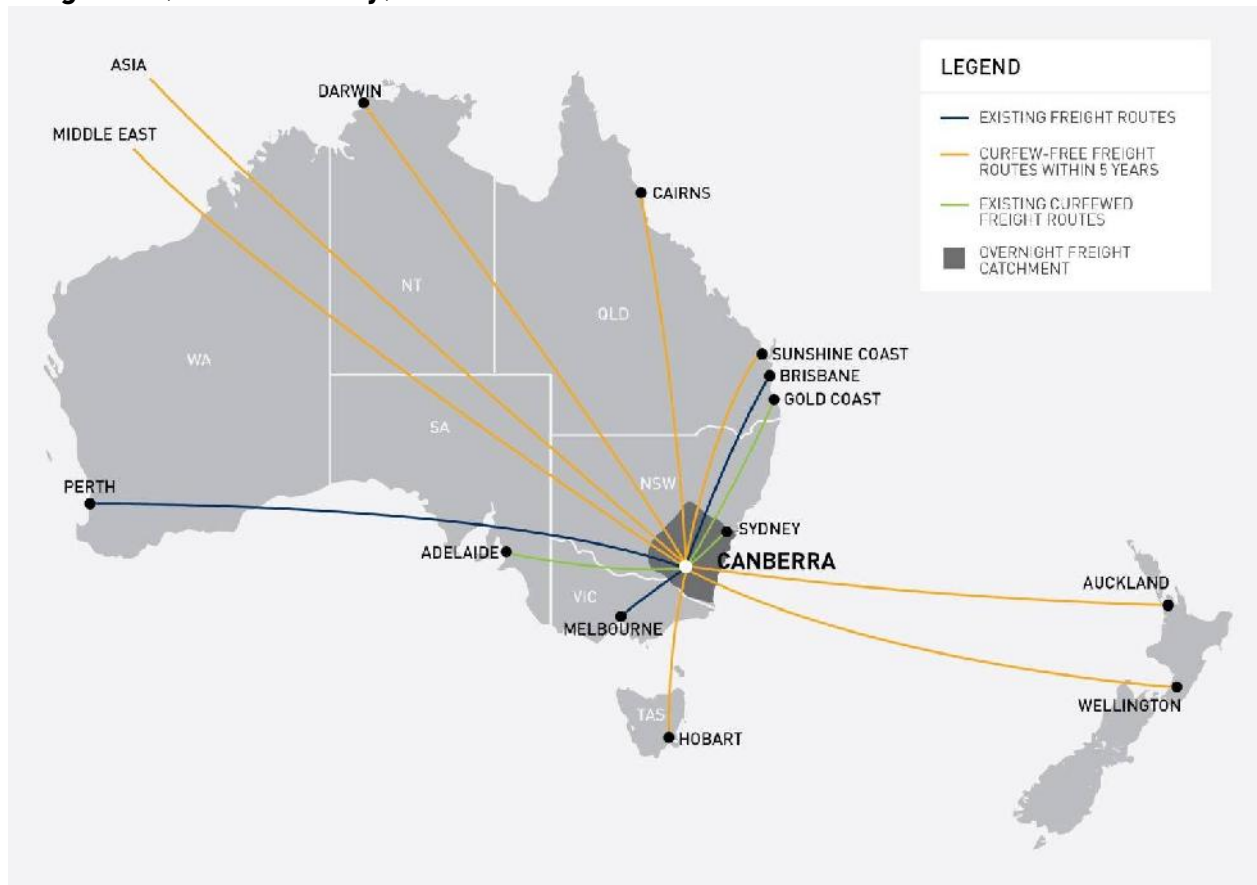 ASIA
DARWIN
MIDDLE EAST
CAIRNS
NT
QLD
WA
SUNSHINE COAST
BRISBANE
GOLD COAST
SA
NSW
PERTH
SYDNEY
ADELAIDE
CANBERRA
AUCKLAND
VIC
MELBOURNE
WELLINGTON
TAS
HOBART
LEGEND
EXISTING FREIGHT ROUTES
CURFEW-FREE FREIGHT
ROUTES WITHIN 5 YEARS
EXISTING CURFEWED
FREIGHT ROUTES
OVERNIGHT FREIGHT
CATCHMENT